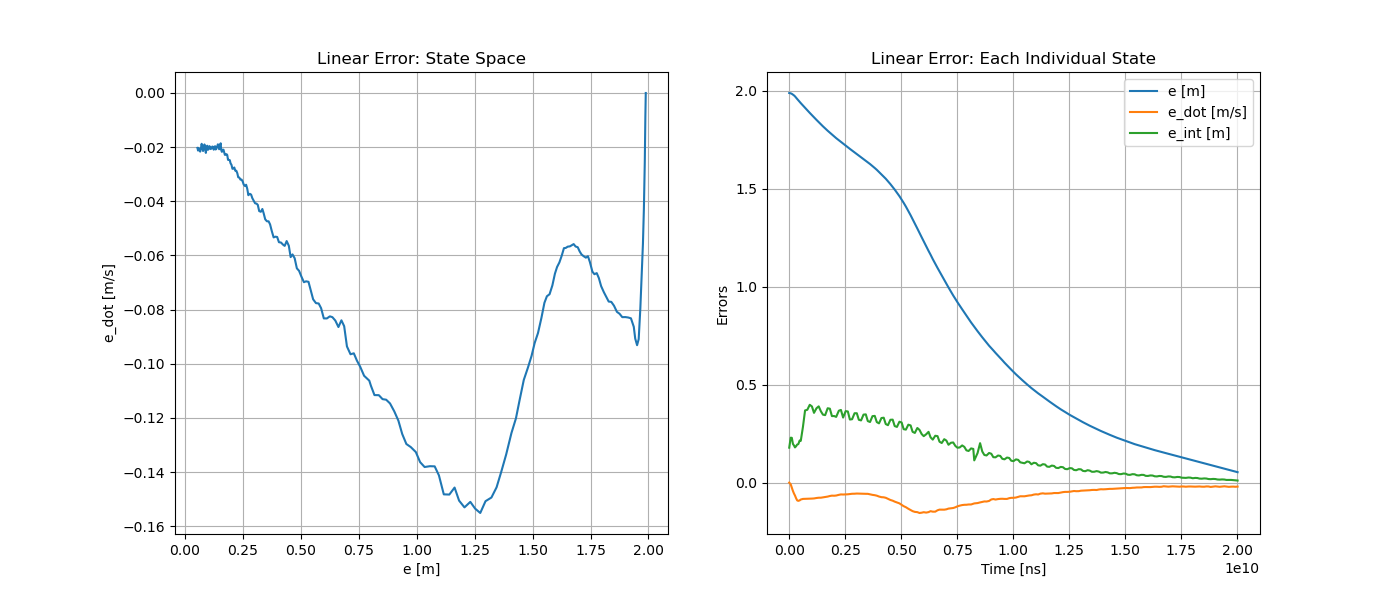 Linear Error: State Space
0.00
−0.02
−0.04
−0.06
−0.08
−0.10
−0.12
−0.14
−0.16
e_dot [m/s]
0.00 0.25 0.50 0.75 1.00 1.25 1.50 1.75 2.00
e [m]
Linear Error: Each Individual State
e [m]
e_dot [m/s]
e_int [m]
2.0
1.5
1.0
0.5
0.0
Errors
0.00 0.25 0.50 0.75 1.00 1.25 1.50 1.75 2.00
1e10
Time [ns]